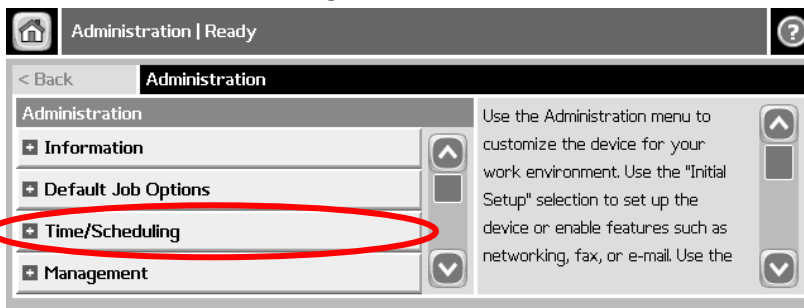 Administration | Ready
?
< Back
Administration
Administration
Information
Default Job Options
Time/Scheduling
Management
Use the Administration menu to
customize the device for your
work environment. Use the "Initial
Setup" selection to set up the
device or enable features such as
networking, fax, or e-mail. Use the